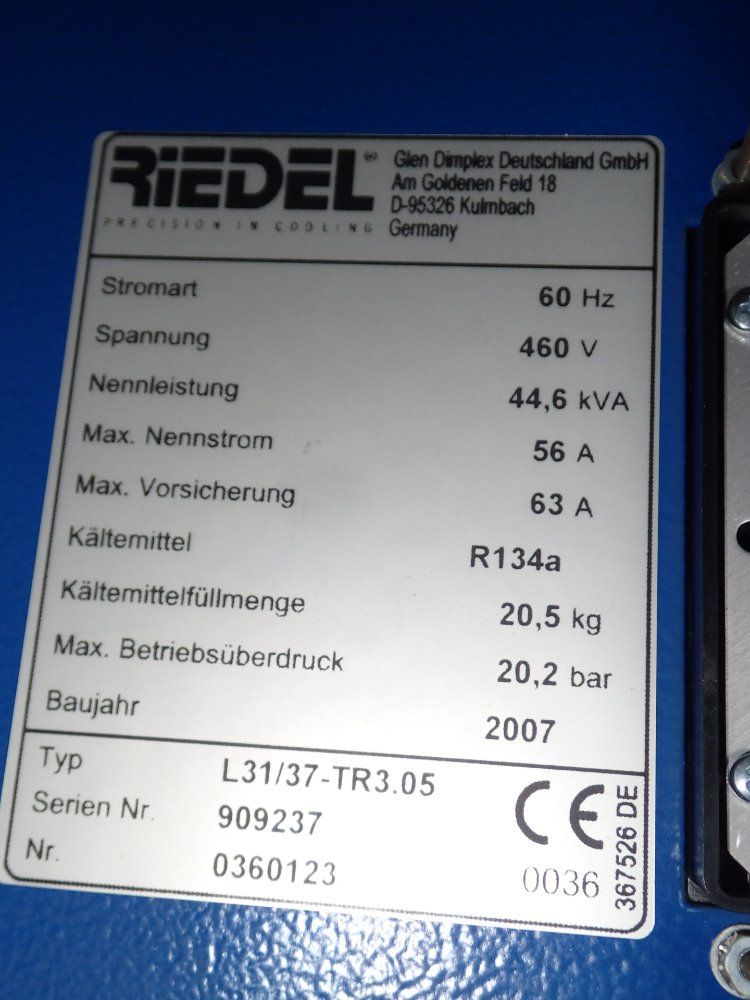 RiEDEL
PRECISION IN COOLING
Glen Dimplex Deutschland GmbH
Am Goldenen Feld 18
D-95326 Kulmbach
Germany
Stromart 60 Hz
Spannung 460 V
Nennleistung 44,6 kVA
Max. Nennstrom 56 A
Max. Vorsicherung 63 A
Kältemittel R134a
Kältemittelfüllmenge 20,5 kg
Max. Betriebsüberdruck 20,2 bar
Baujahr 2007
Typ L31/37-TR3.05
Serien Nr. 909237
Nr. 0360123
CE
0036
367526 DE